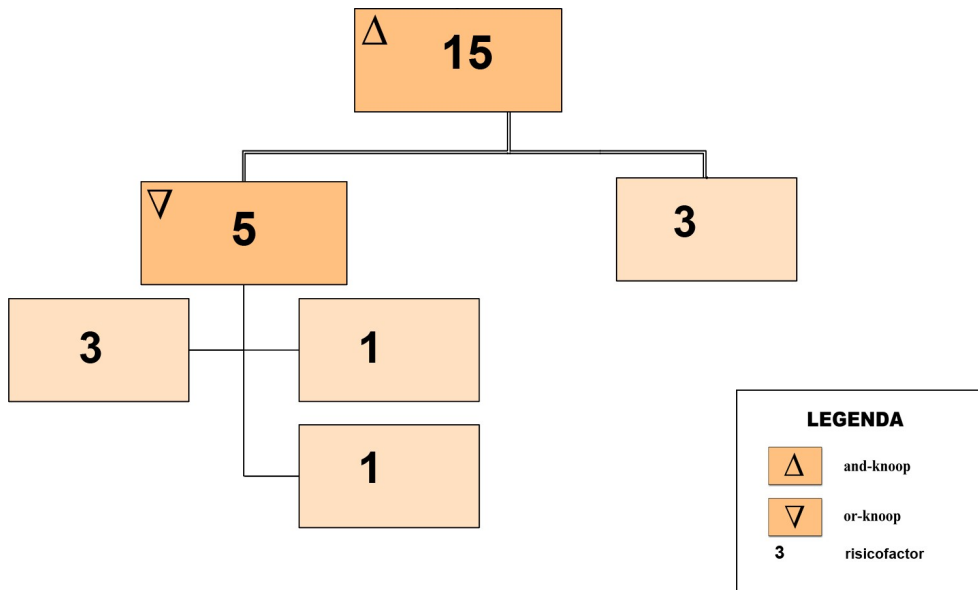 Δ 15
∇ 5
3
3
1
1
LEGENDA
Δ and-knoop
∇ or-knoop
3 risicofactor